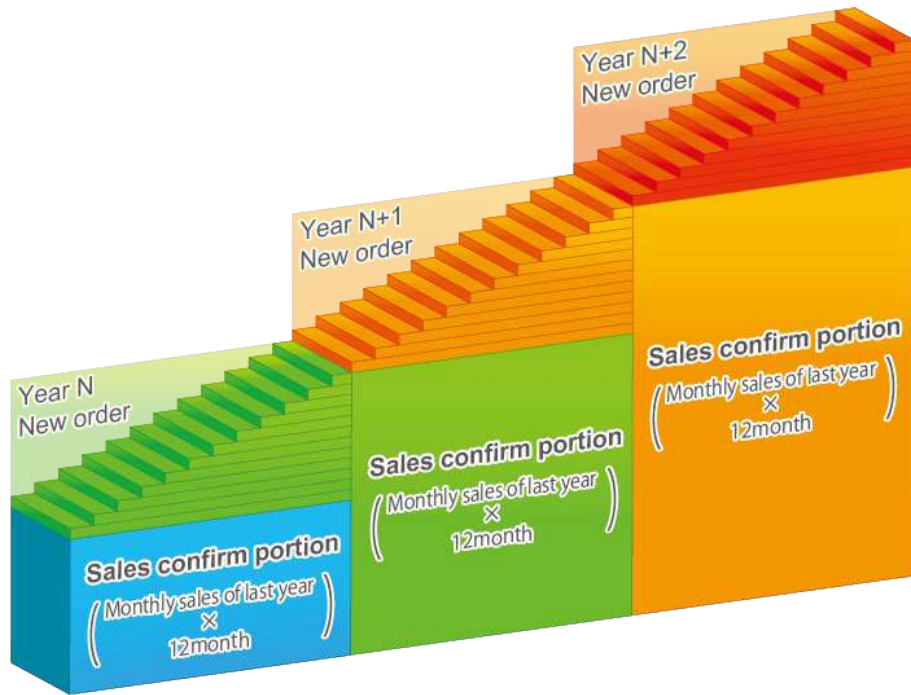 Year N
New order
Sales confirm portion
(Monthly sales of last year
×
12month)
Year N+1
New order
Sales confirm portion
(Monthly sales of last year
×
12month)
Year N+2
New order
Sales confirm portion
(Monthly sales of last year
×
12month)